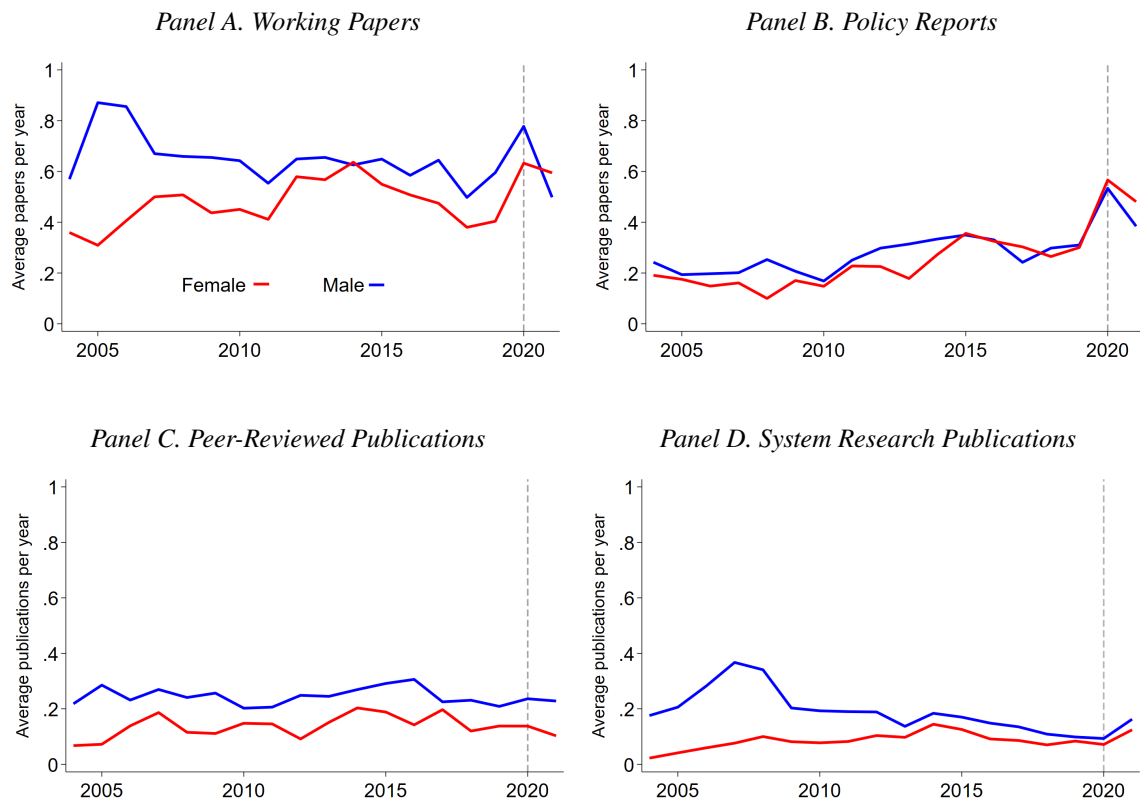 Panel A. Working Papers
Average papers per year
1
.8
.6
.4
.2
0
Female
Male
2005 2010 2015 2020
Panel B. Policy Reports
Average papers per year
1
.8
.6
.4
.2
0
2005 2010 2015 2020
Panel C. Peer-Reviewed Publications
Average publications per year
1
.8
.6
.4
.2
0
2005 2010 2015 2020
Panel D. System Research Publications
Average publications per year
1
.8
.6
.4
.2
0
2005 2010 2015 2020